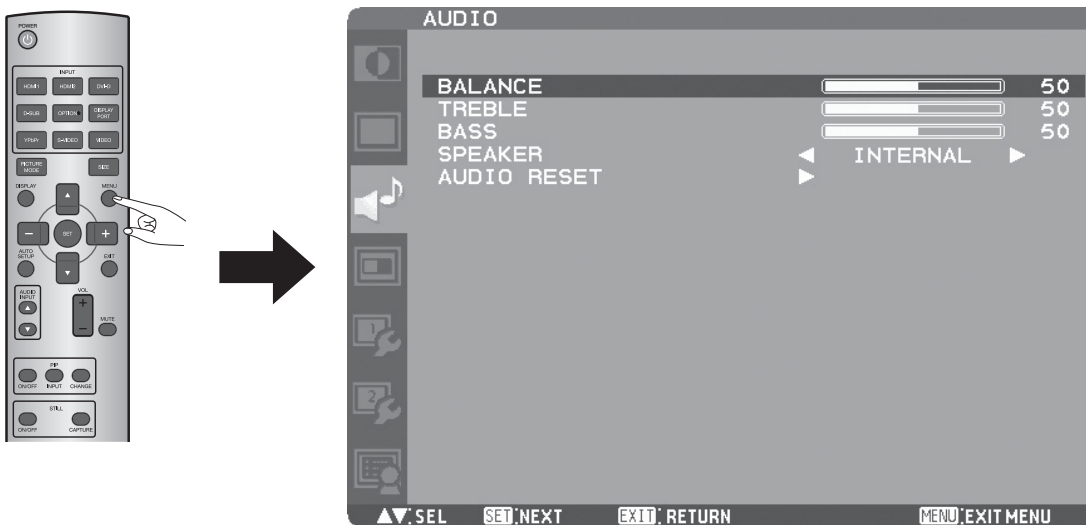 POWER
INPUT
HDMI1 HDMI2 DVI-D
D-SUB OPTION DISPLAY PORT
YPbPr S-VIDEO VIDEO
PICTURE MODE SIZE
DISPLAY MENU
SET
AUTO SETUP EXIT
AUDIO INPUT VOL
MUTE
PIP
ON/OFF INPUT CHANGE
STILL
ON/OFF CAPTURE
AUDIO
BALANCE 50
TREBLE 50
BASS 50
SPEAKER INTERNAL
AUDIO RESET
1
2
SEL SET:NEXT EXIT: RETURN MENU:EXIT MENU